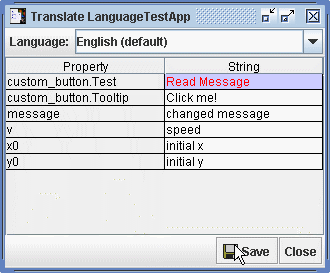 Translate LanguageTestApp
Language: English (default)
Property String
custom_button.Test Read Message
custom_button.Tooltip Click me!
message changed message
v speed
x0 initial x
y0 initial y
Save Close